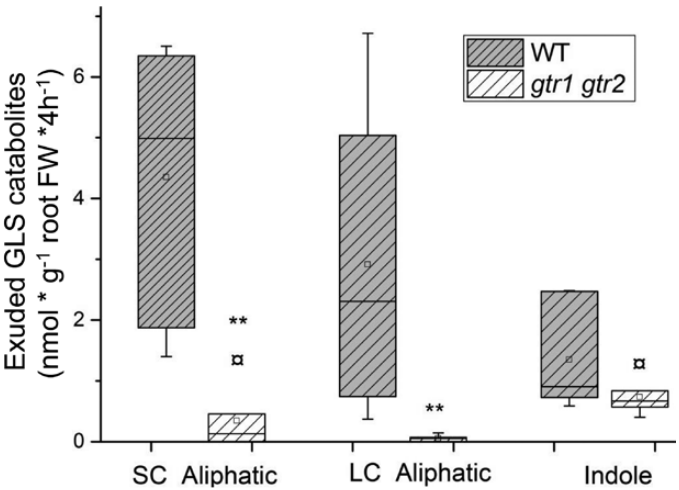 Exuded GLS catabolites
(nmol * g⁻¹ root FW *4h⁻¹)
6
4
2
0
WT
gtr1 gtr2
**
¤
**
¤
SC Aliphatic
LC Aliphatic
Indole